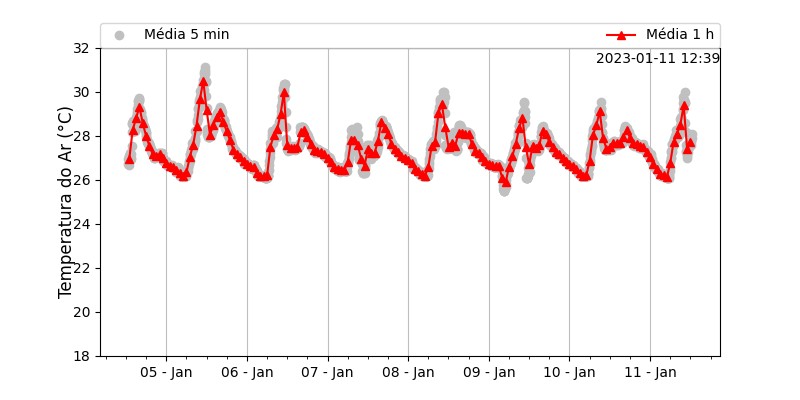 Média 5 min
Média 1 h
2023-01-11 12:39
Temperatura do Ar (°C)
32
30
28
26
24
22
20
18
05 - Jan
06 - Jan
07 - Jan
08 - Jan
09 - Jan
10 - Jan
11 - Jan